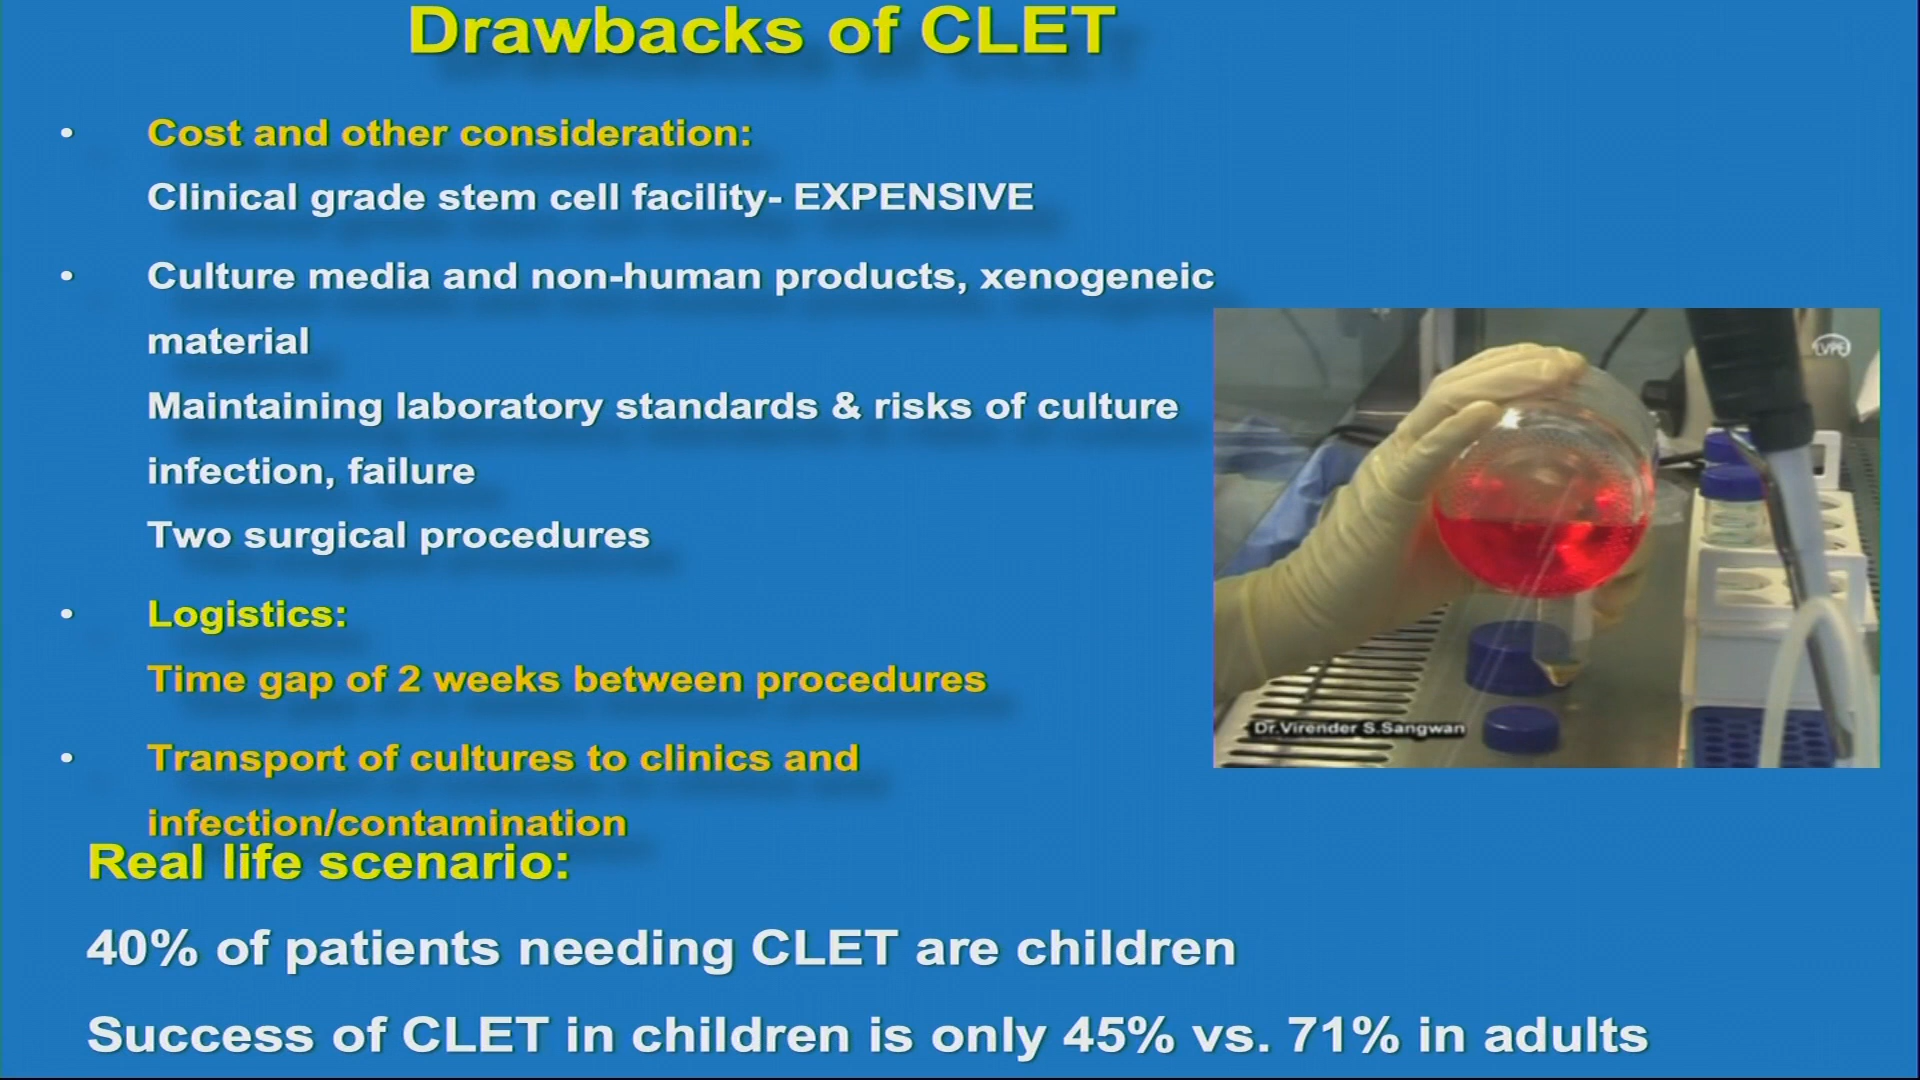 Drawbacks of CLET
• Cost and other consideration:
Clinical grade stem cell facility- EXPENSIVE
• Culture media and non-human products, xenogeneic
material
Maintaining laboratory standards & risks of culture
infection, failure
Two surgical procedures
• Logistics:
Time gap of 2 weeks between procedures
• Transport of cultures to clinics and
infection/contamination
LVPEI
Dr.Virender S.Sangwan
Real life scenario:
40% of patients needing CLET are children
Success of CLET in children is only 45% vs. 71% in adults